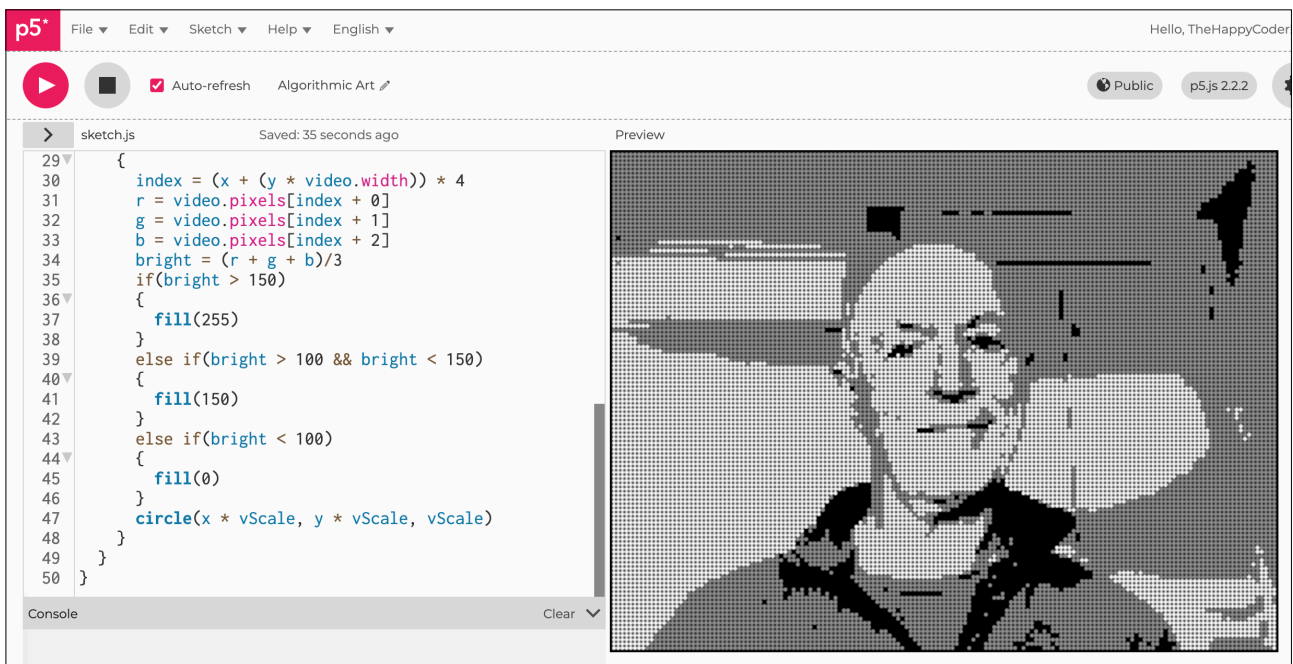 p5* File Edit Sketch Help English Hello, TheHappyCoder
Auto-refresh Algorithmic Art Public p5.js 2.2.2
sketch.js Saved: 35 seconds ago Preview
29 {
30 index = (x + (y * video.width)) * 4
31 r = video.pixels[index + 0]
32 g = video.pixels[index + 1]
33 b = video.pixels[index + 2]
34 bright = (r + g + b)/3
35 if(bright > 150)
36 {
37 fill(255)
38 }
39 else if(bright > 100 && bright < 150)
40 {
41 fill(150)
42 }
43 else if(bright < 100)
44 {
45 fill(0)
46 }
47 circle(x * vScale, y * vScale, vScale)
48 }
49 }
50 }
Console Clear